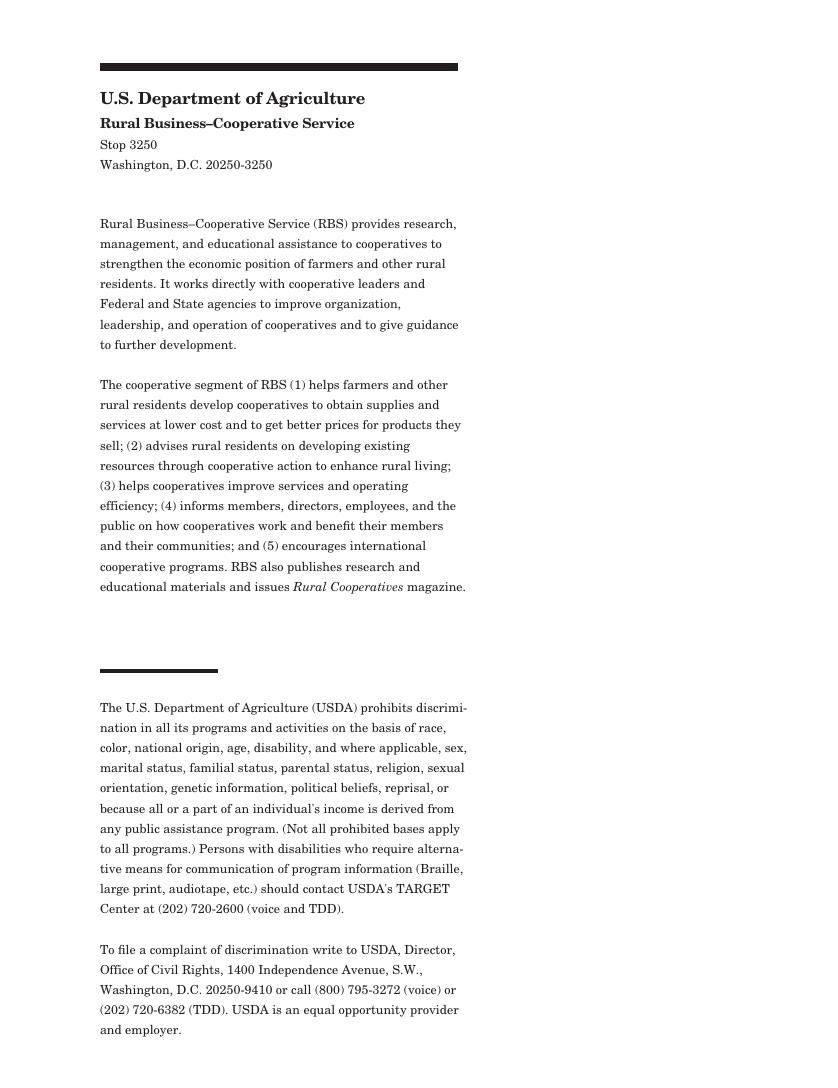 U.S. Department of Agriculture
Rural Business–Cooperative Service
Stop 3250
Washington, D.C. 20250-3250
Rural Business–Cooperative Service (RBS) provides research,
management, and educational assistance to cooperatives to
strengthen the economic position of farmers and other rural
residents. It works directly with cooperative leaders and
Federal and State agencies to improve organization,
leadership, and operation of cooperatives and to give guidance
to further development.
The cooperative segment of RBS (1) helps farmers and other
rural residents develop cooperatives to obtain supplies and
services at lower cost and to get better prices for products they
sell; (2) advises rural residents on developing existing
resources through cooperative action to enhance rural living;
(3) helps cooperatives improve services and operating
efficiency; (4) informs members, directors, employees, and the
public on how cooperatives work and benefit their members
and their communities; and (5) encourages international
cooperative programs. RBS also publishes research and
educational materials and issues Rural Cooperatives magazine.
The U.S. Department of Agriculture (USDA) prohibits discrimi-
nation in all its programs and activities on the basis of race,
color, national origin, age, disability, and where applicable, sex,
marital status, familial status, parental status, religion, sexual
orientation, genetic information, political beliefs, reprisal, or
because all or a part of an individual's income is derived from
any public assistance program. (Not all prohibited bases apply
to all programs.) Persons with disabilities who require alterna-
tive means for communication of program information (Braille,
large print, audiotape, etc.) should contact USDA's TARGET
Center at (202) 720-2600 (voice and TDD).
To file a complaint of discrimination write to USDA, Director,
Office of Civil Rights, 1400 Independence Avenue, S.W.,
Washington, D.C. 20250-9410 or call (800) 795-3272 (voice) or
(202) 720-6382 (TDD). USDA is an equal opportunity provider
and employer.